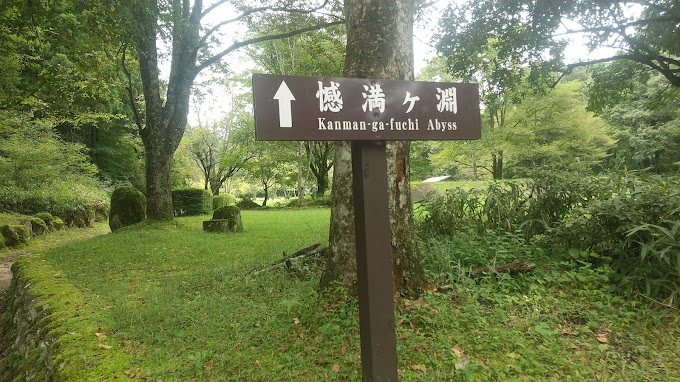 憾満ヶ淵
Kanman-ga-fuchi Abyss